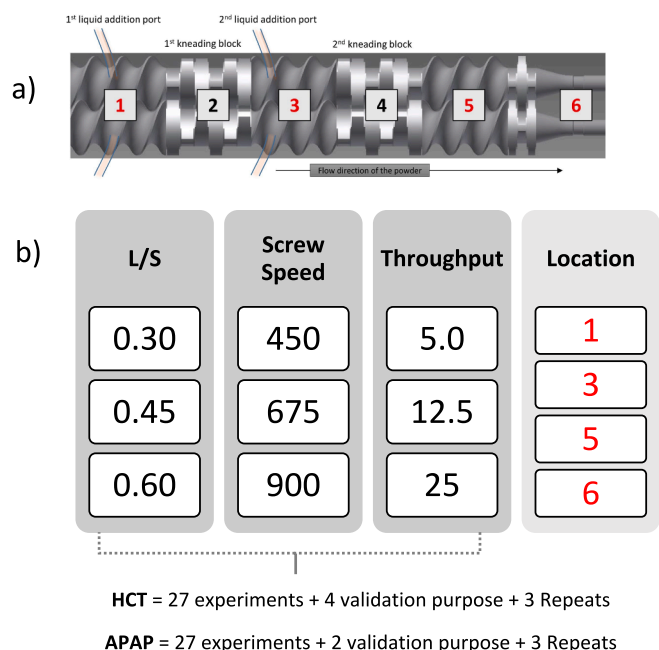 1st liquid addition port
2nd liquid addition port
1st kneading block
2nd kneading block
a)
1
2
3
4
5
6
Flow direction of the powder
b)
L/S
Screw
Speed
Throughput
Location
0.30
450
5.0
1
0.45
675
12.5
3
0.60
900
25
5
6
HCT = 27 experiments + 4 validation purpose + 3 Repeats
APAP = 27 experiments + 2 validation purpose + 3 Repeats